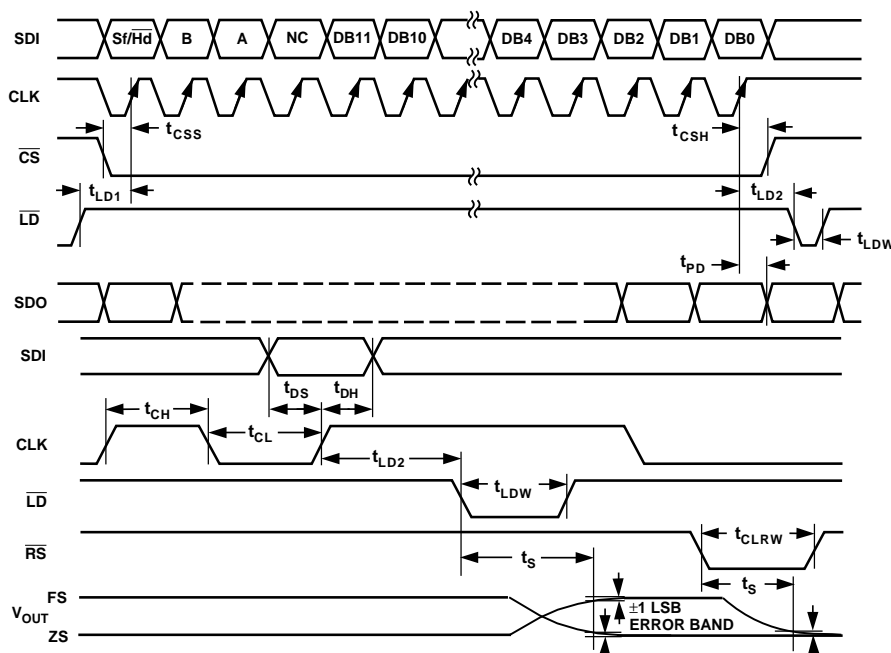 SDI Sf/Hd B A NC DB11 DB10 DB4 DB3 DB2 DB1 DB0
CLK
tCSS tCSH
CS
tLD1 tLD2
LD tLDW
tPD
SDO
SDI
tDS tDH
tCH
tCL
CLK
tLD2
tLDW
LD
tCLRW
RS
tS tS
FS
±1 LSB
VOUT
ERROR BAND
ZS